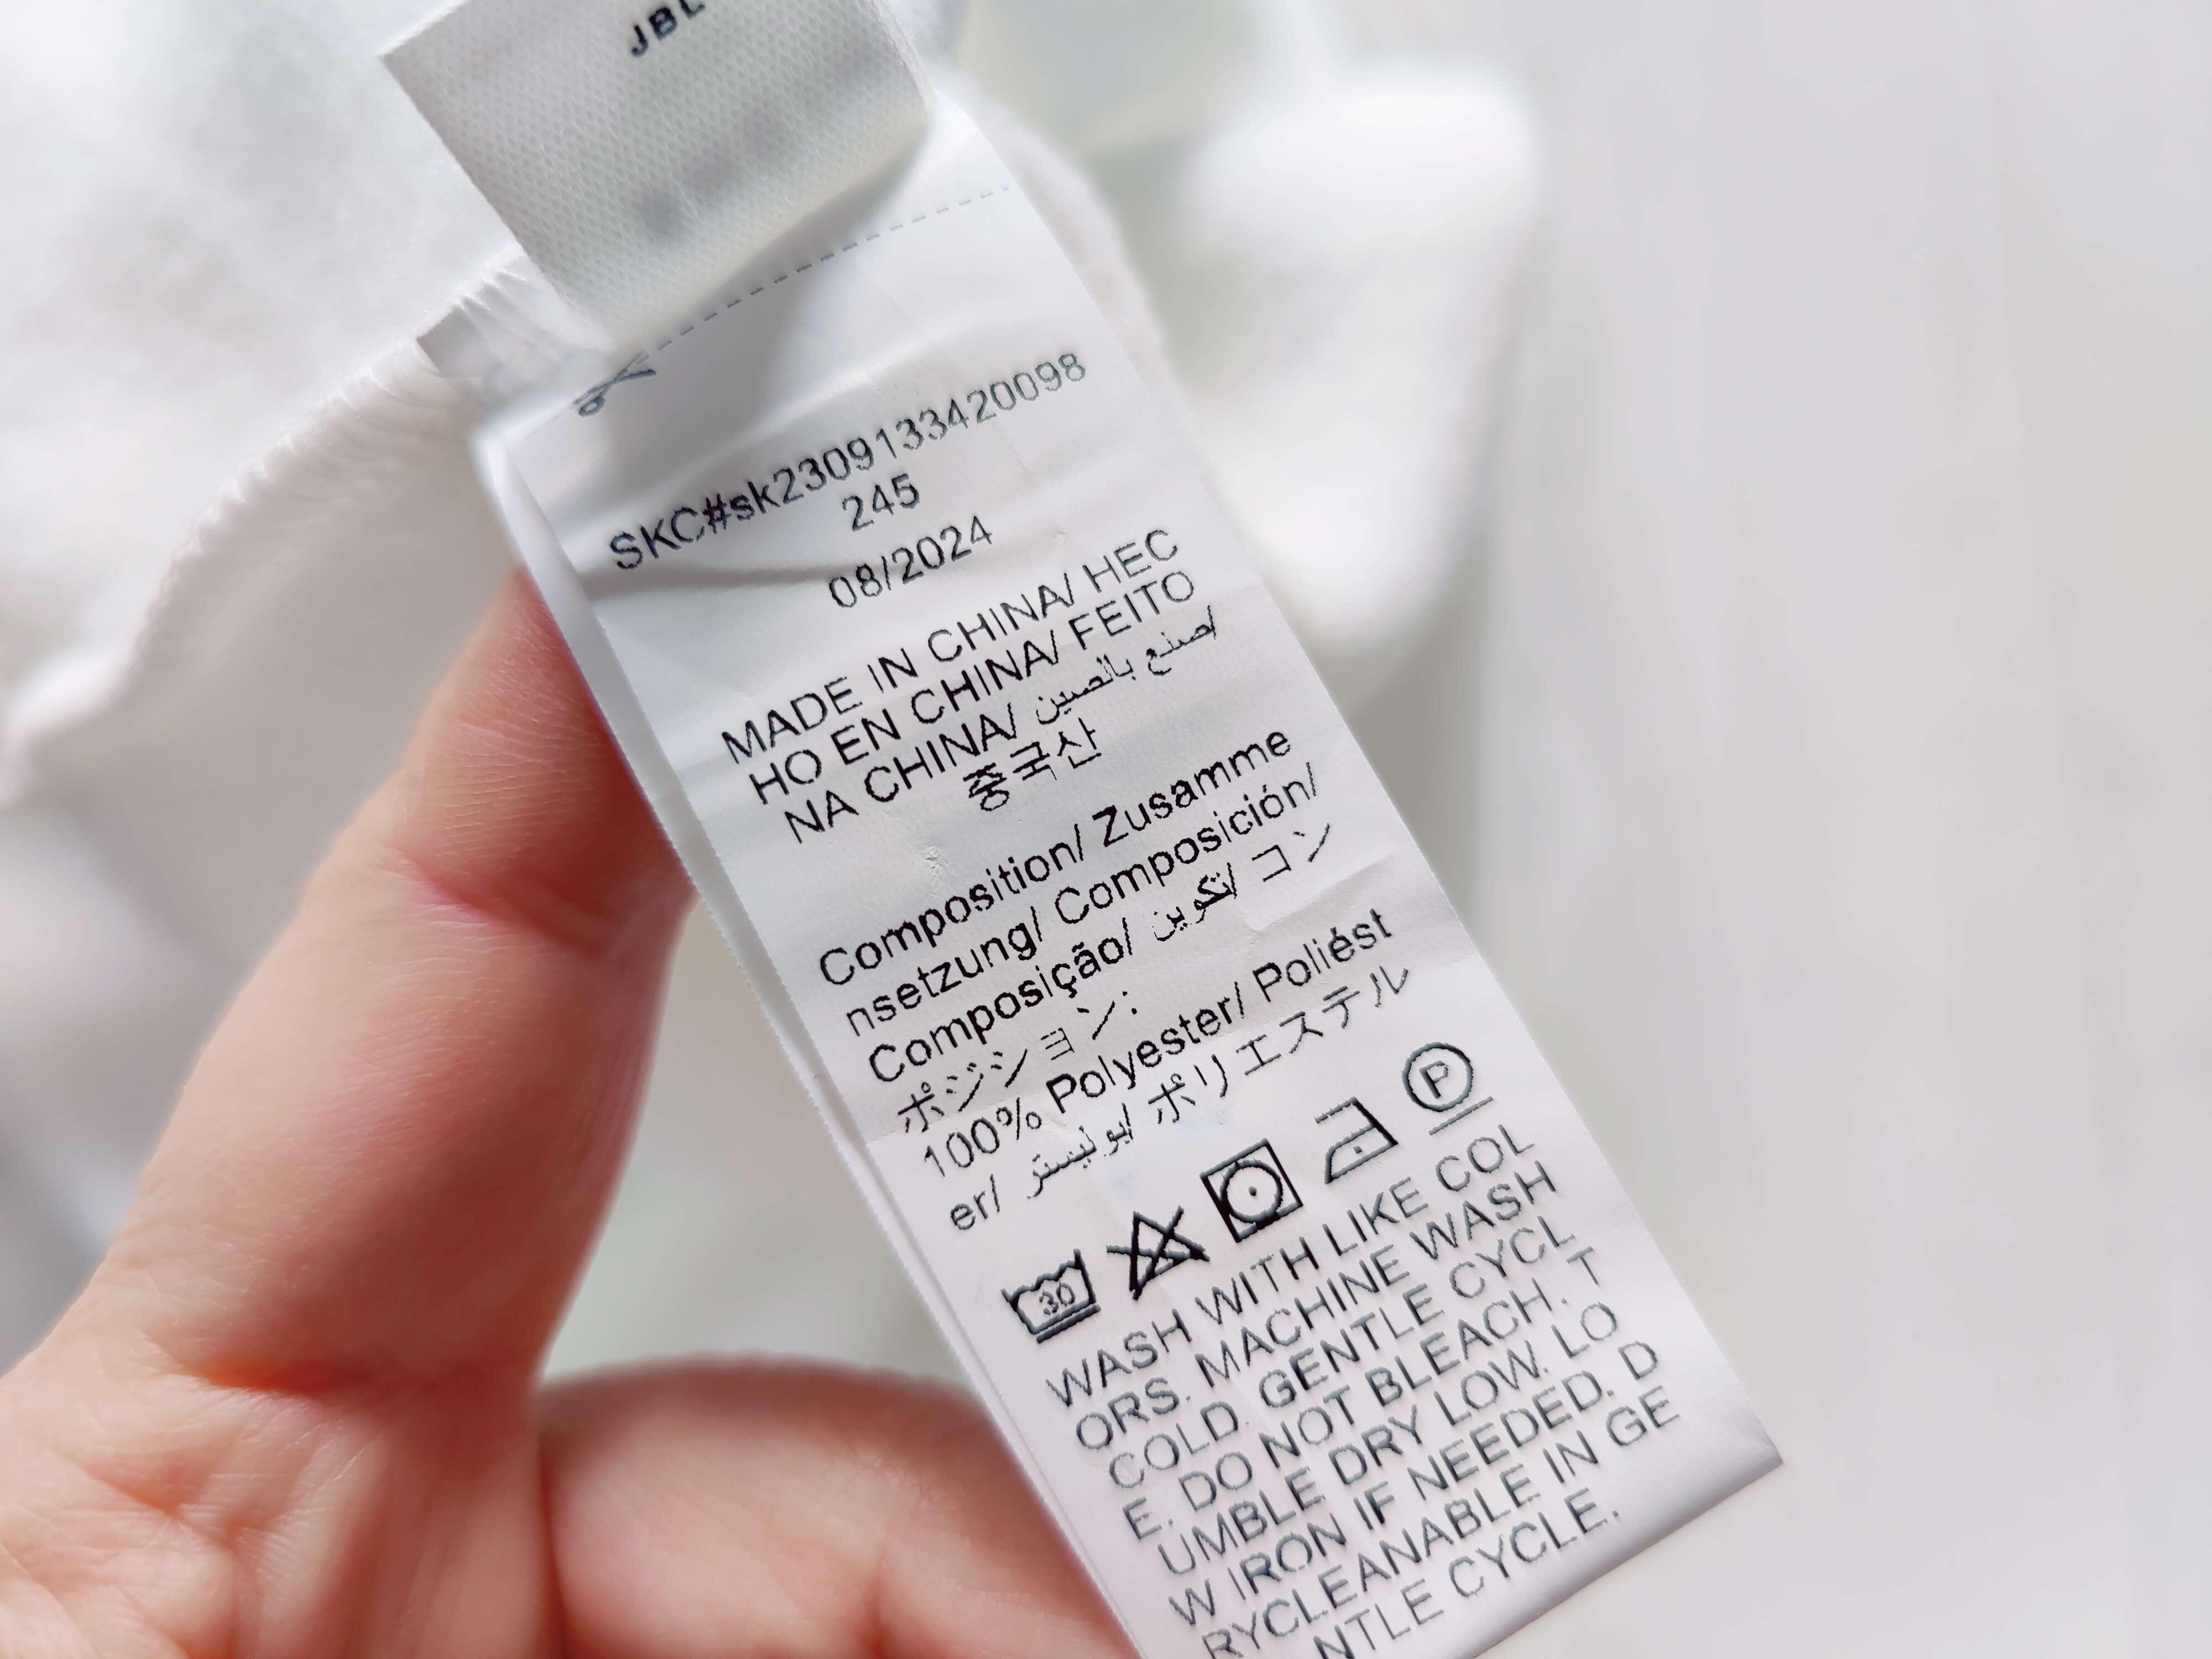 JBL
SKC#sk2309133420098
245
08/2024
MADE IN CHINA/ HEC
HO EN CHINA/ FEITO
NA CHINA/ صنع بالصين/
중국산
Composition/ Zusamme
nsetzung/ Composición/
Composição/ تكوين/ コン
ポジション:
100% Polyester/ Poliést
er/ بوليستر/ ポリエステル
30
P
WASH WITH LIKE COL
ORS. MACHINE WASH
COLD. GENTLE CYCL
E. DO NOT BLEACH. T
UMBLE DRY LOW. LO
W IRON IF NEEDED. D
RYCLEANABLE IN GE
NTLE CYCLE.